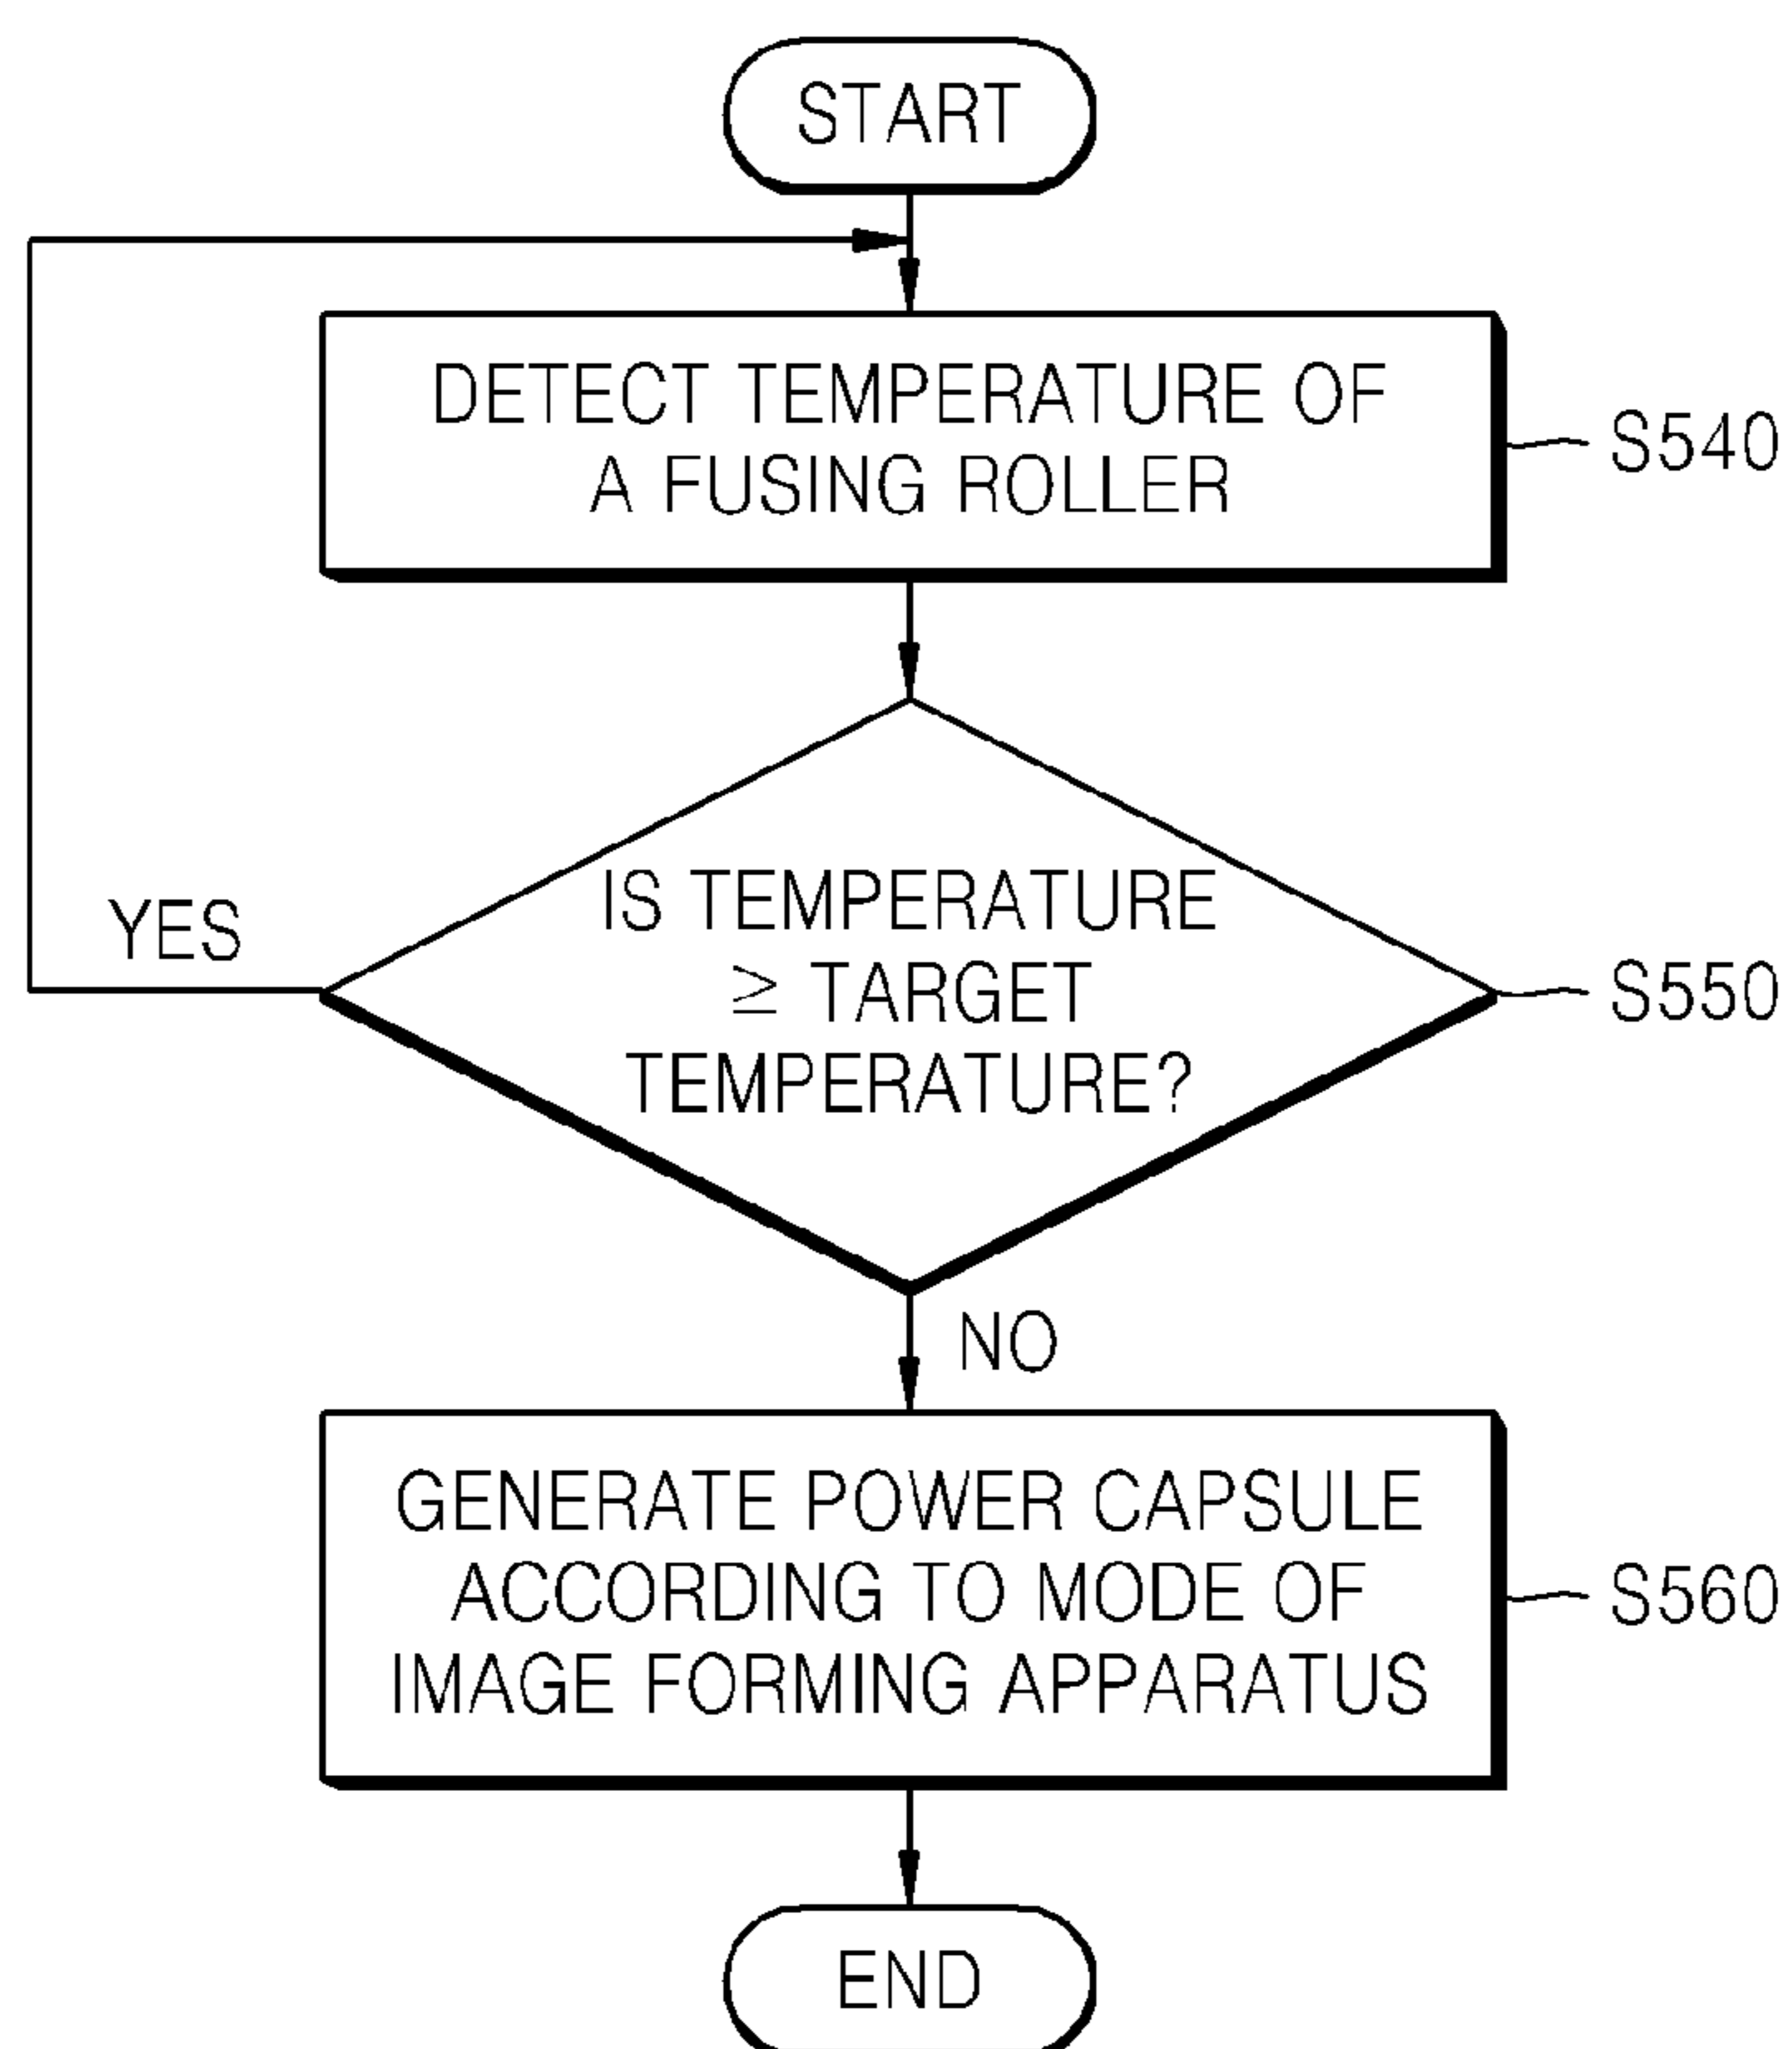 START
DETECT TEMPERATURE OF
A FUSING ROLLER
S540
IS TEMPERATURE
≥ TARGET
TEMPERATURE?
S550
YES
NO
GENERATE POWER CAPSULE
ACCORDING TO MODE OF
IMAGE FORMING APPARATUS
S560
END